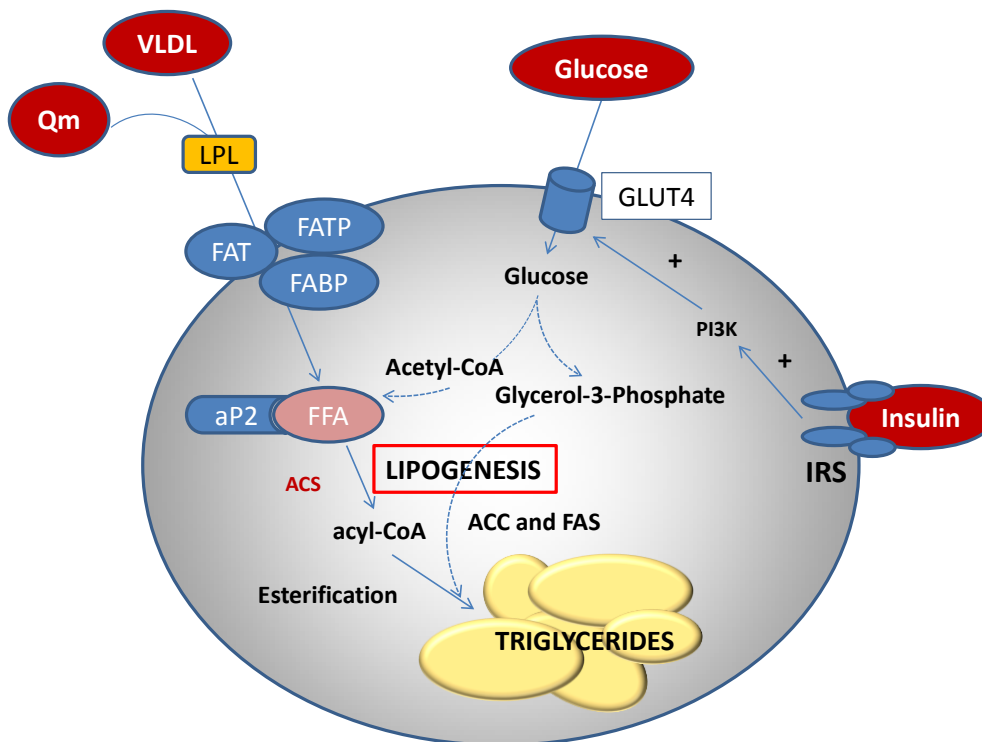 VLDL
Glucose
Qm
LPL
GLUT4
FATP
FAT
FABP
+
Glucose
PI3K
+
Acetyl-CoA
Glycerol-3-Phosphate
aP2
FFA
Insulin
IRS
LIPOGENESIS
ACS
ACC and FAS
acyl-CoA
Esterification
TRIGLYCERIDES